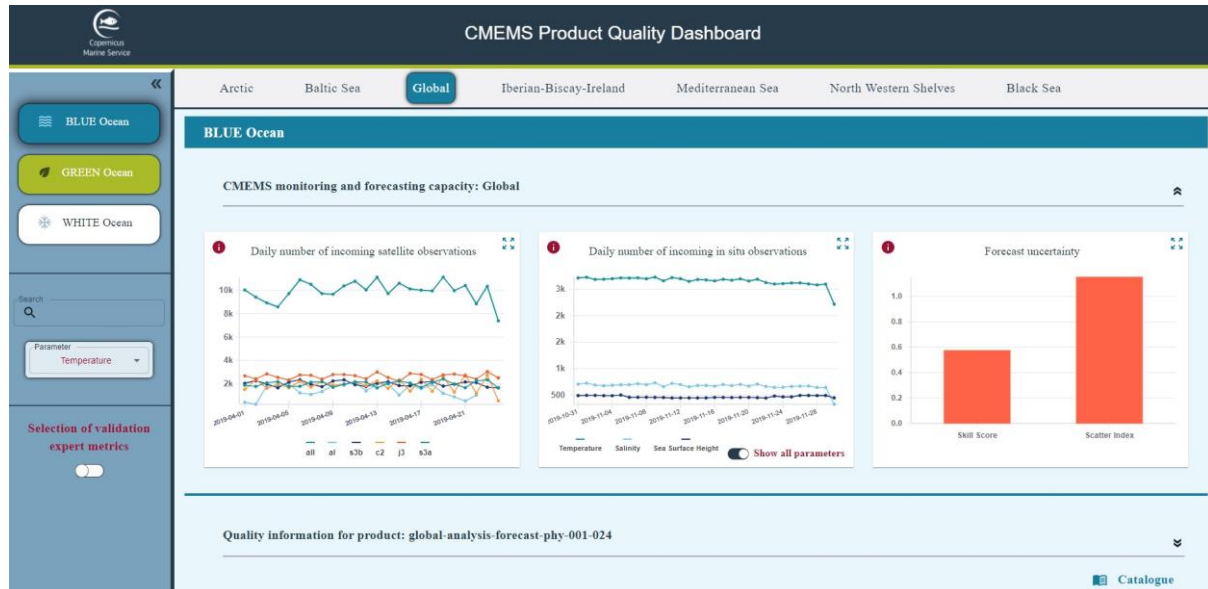 CMEMS Product Quality Dashboard
Copernicus
Marine Service
Arctic Baltic Sea Global Iberian-Biscay-Ireland Mediterranean Sea North Western Shelves Black Sea
BLUE Ocean
GREEN Ocean
WHITE Ocean
Search
Parameter
Temperature
Selection of validation
expert metrics
BLUE Ocean
CMEMS monitoring and forecasting capacity: Global
Daily number of incoming satellite observations
10k
8k
6k
4k
2k
2019-04-01 2019-04-05 2019-04-09 2019-04-13 2019-04-17 2019-04-21
all al s3b c2 j3 s3a
Daily number of incoming in situ observations
3k
2k
2k
1k
500
2019-10-31 2019-11-04 2019-11-08 2019-11-12 2019-11-16 2019-11-20 2019-11-24 2019-11-28
Temperature Salinity Sea Surface Height Show all parameters
Forecast uncertainty
1.0
0.8
0.6
0.4
0.2
0.0
Skill Score Scatter Index
Quality information for product: global-analysis-forecast-phy-001-024
Catalogue